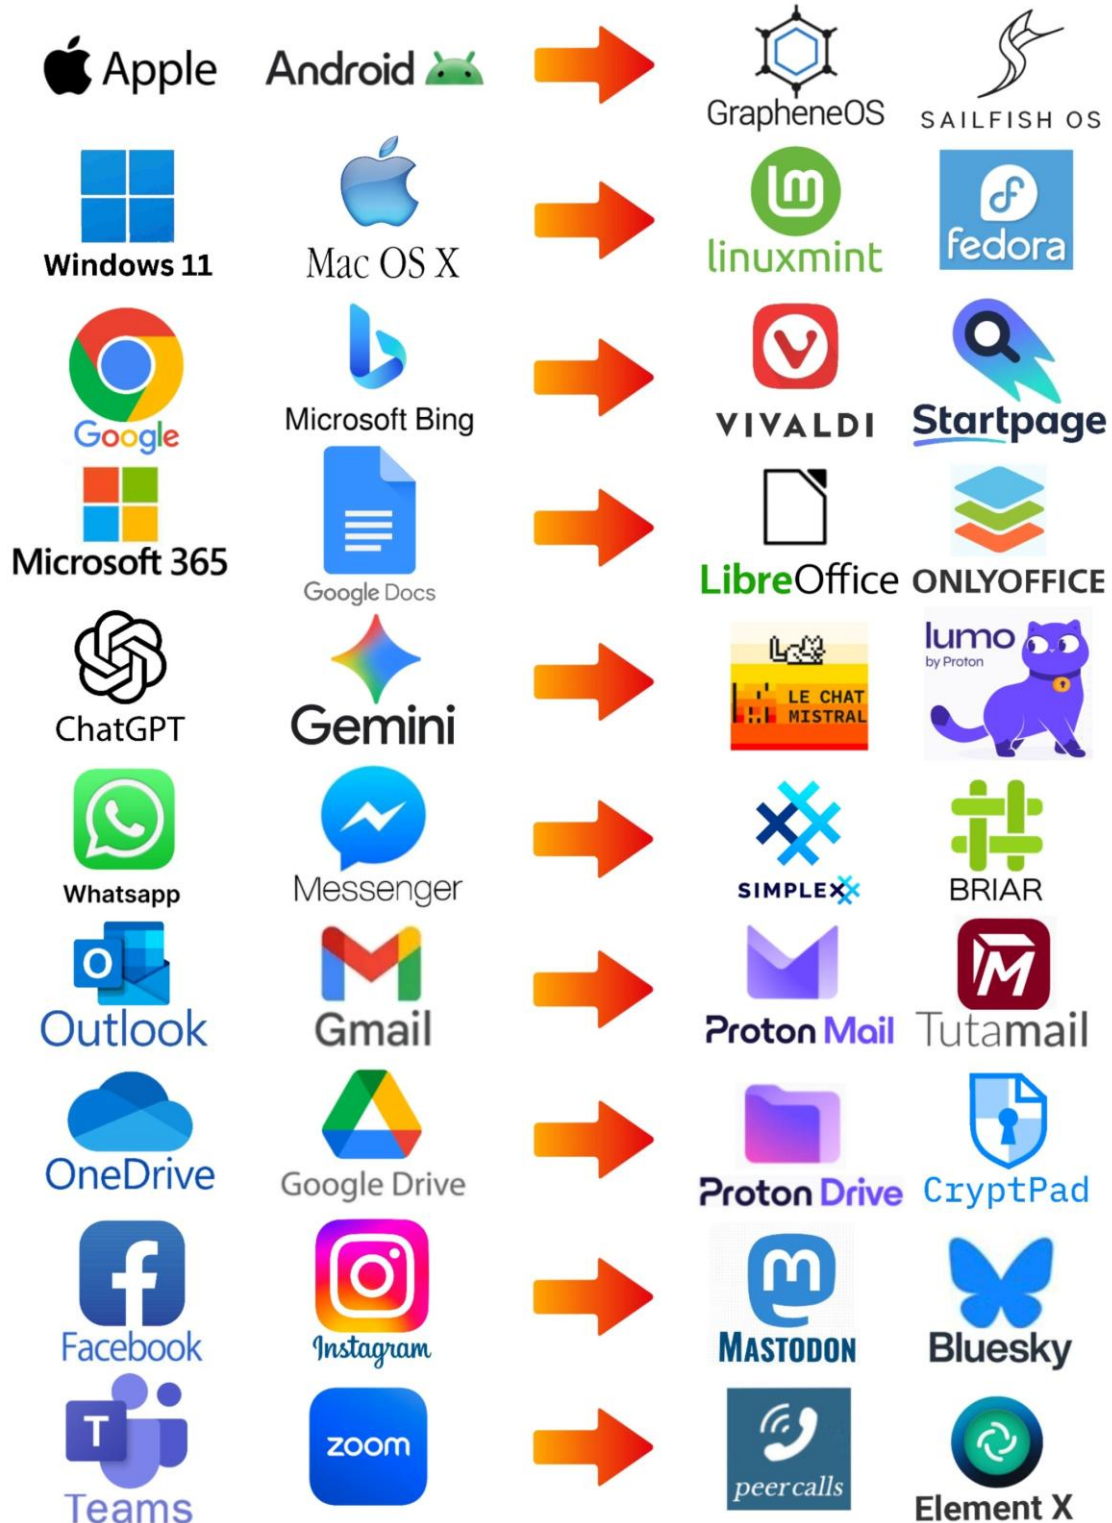 Apple
Android
GrapheneOS
SAILFISH OS
Windows 11
Mac OS X
linuxmint
fedora
Google
Microsoft Bing
VIVALDI
Startpage
Microsoft 365
Google Docs
LibreOffice
ONLYOFFICE
ChatGPT
Gemini
LE CHAT
MISTRAL
lumo
by Proton
Whatsapp
Messenger
SIMPLEX
BRIAR
Outlook
Gmail
Proton Mail
Tutamail
OneDrive
Google Drive
Proton Drive
CryptPad
Facebook
Instagram
MASTODON
Bluesky
T
Teams
zoom
peercalls
Element X